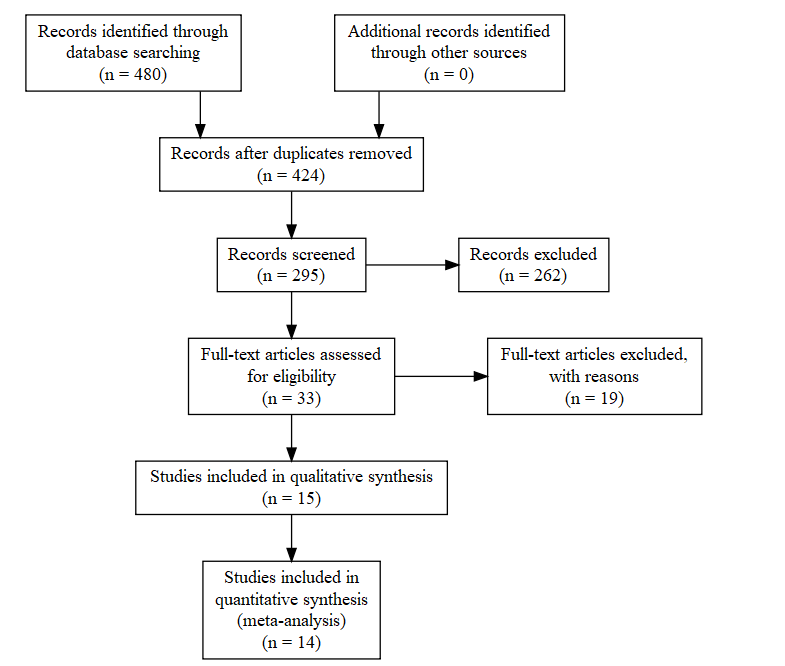 Records identified through
database searching
(n = 480)
Additional records identified
through other sources
(n = 0)
Records after duplicates removed
(n = 424)
Records screened
(n = 295)
Records excluded
(n = 262)
Full-text articles assessed
for eligibility
(n = 33)
Full-text articles excluded,
with reasons
(n = 19)
Studies included in qualitative synthesis
(n = 15)
Studies included in
quantitative synthesis
(meta-analysis)
(n = 14)